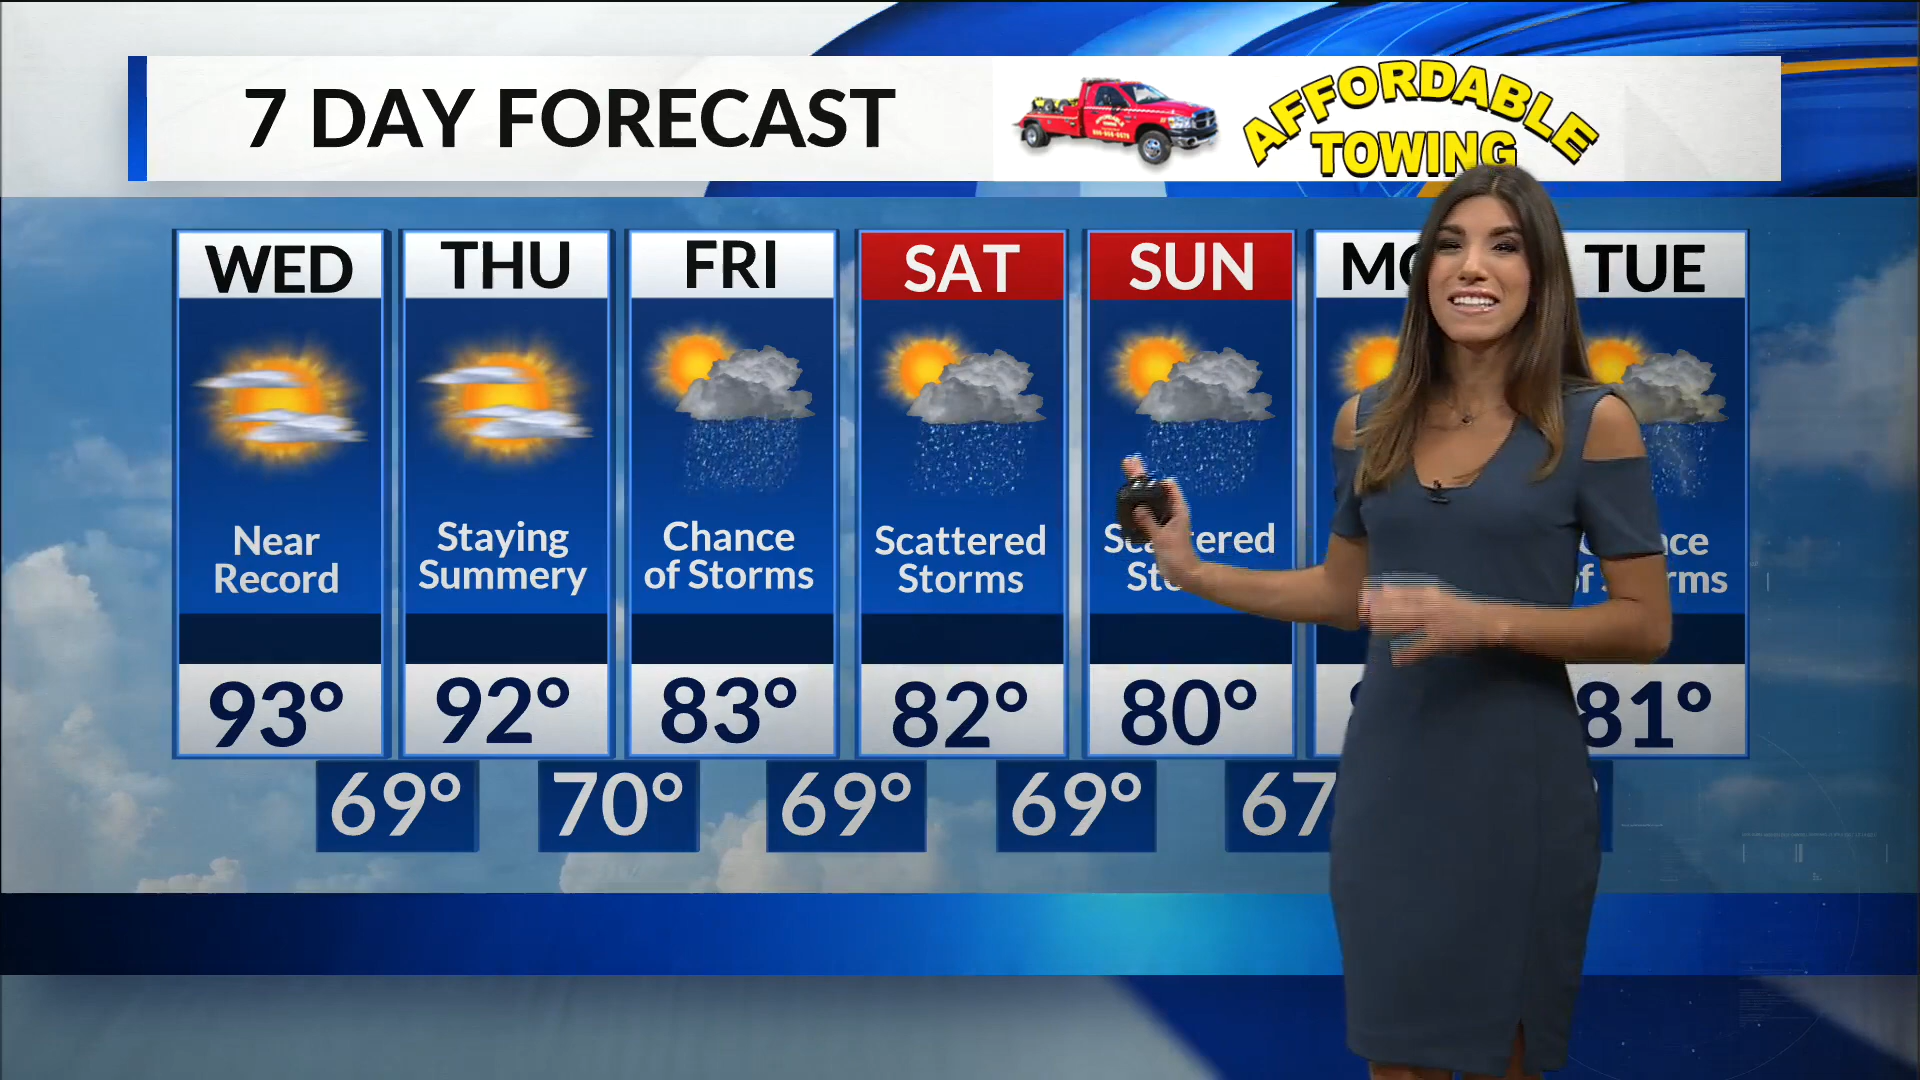 7 DAY FORECAST
AFFORDABLE
TOWING
WED
THU
FRI
SAT
SUN
TUE
Near
Record
Staying
Summery
Chance
of Storms
Scattered
Storms
93°
92°
83°
82°
80°
81°
69°
70°
69°
69°
67